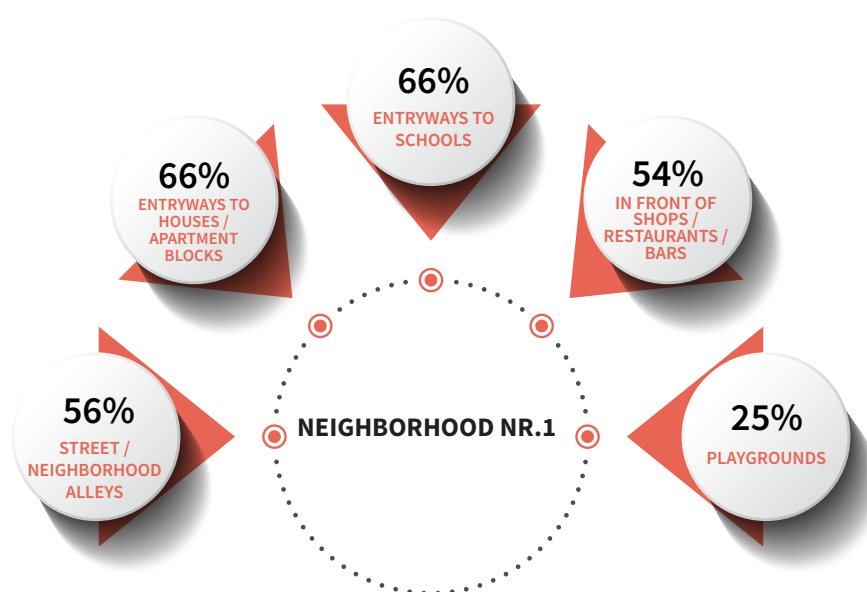 66%
ENTRYWAYS TO
SCHOOLS
66%
ENTRYWAYS TO
HOUSES /
APARTMENT
BLOCKS
54%
IN FRONT OF
SHOPS /
RESTAURANTS /
BARS
56%
STREET /
NEIGHBORHOOD
ALLEYS
NEIGHBORHOOD NR.1
25%
PLAYGROUNDS